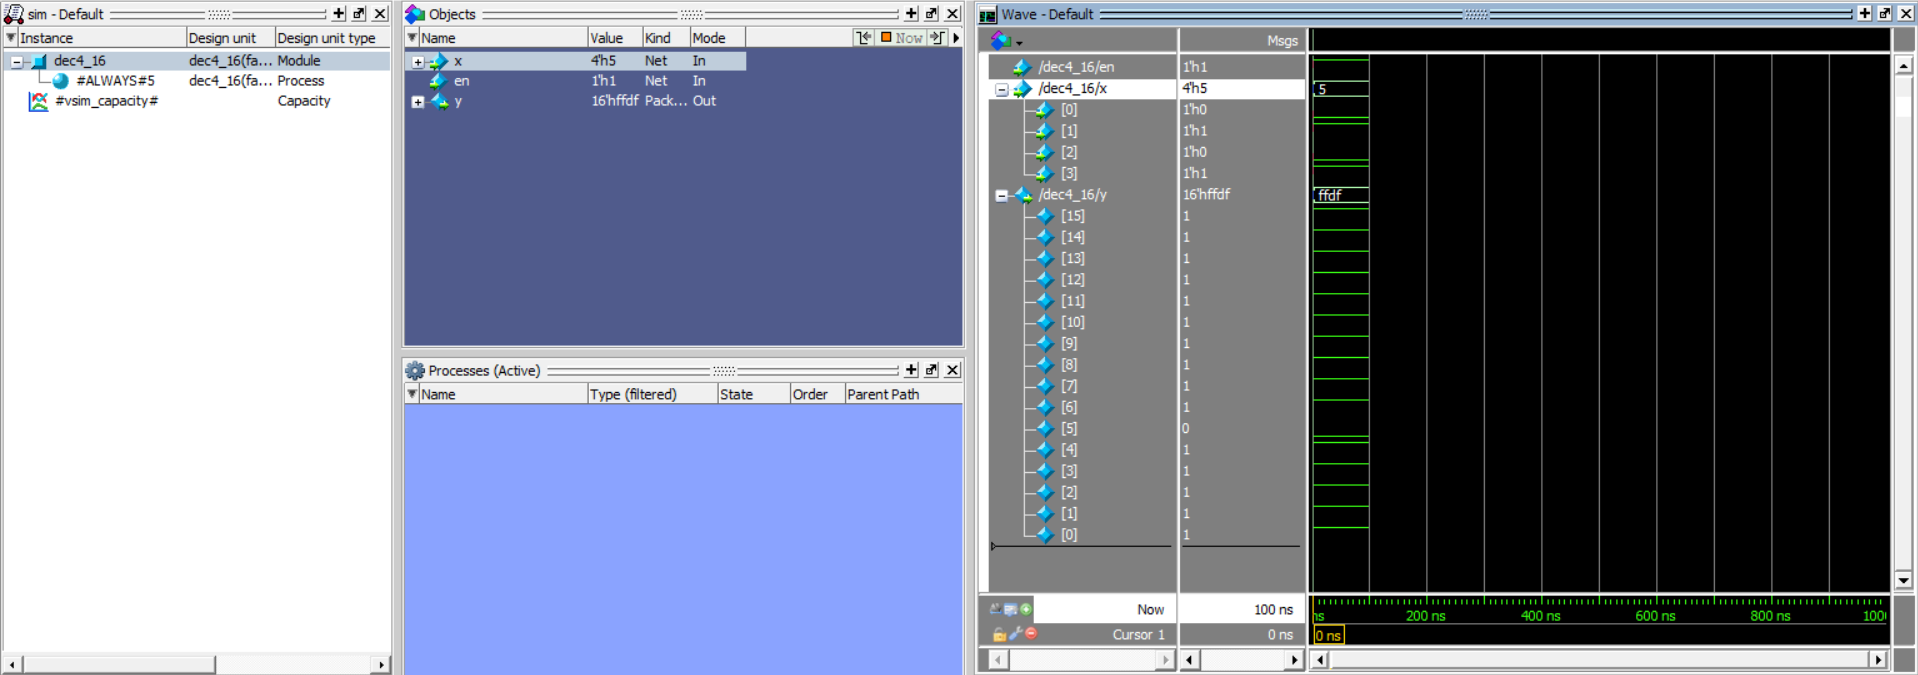 sim - Default
Instance Design unit Design unit type
dec4_16 dec4_16(fa... Module
#ALWAYS#5 dec4_16(fa... Process
#vsim_capacity# Capacity
Objects
Name Value Kind Mode Now
x 4'h5 Net In
en 1'h1 Net In
y 16'hffdf Pack... Out
Processes (Active)
Name Type (filtered) State Order Parent Path
Wave - Default
Msgs
/dec4_16/en 1'h1
/dec4_16/x 4'h5 5
[0] 1'h0
[1] 1'h1
[2] 1'h0
[3] 1'h1
/dec4_16/y 16'hffdf ffdf
[15] 1
[14] 1
[13] 1
[12] 1
[11] 1
[10] 1
[9] 1
[8] 1
[7] 1
[6] 1
[5] 0
[4] 1
[3] 1
[2] 1
[1] 1
[0] 1
Now 100 ns ns 200 ns 400 ns 600 ns 800 ns 100
Cursor 1 0 ns 0 ns